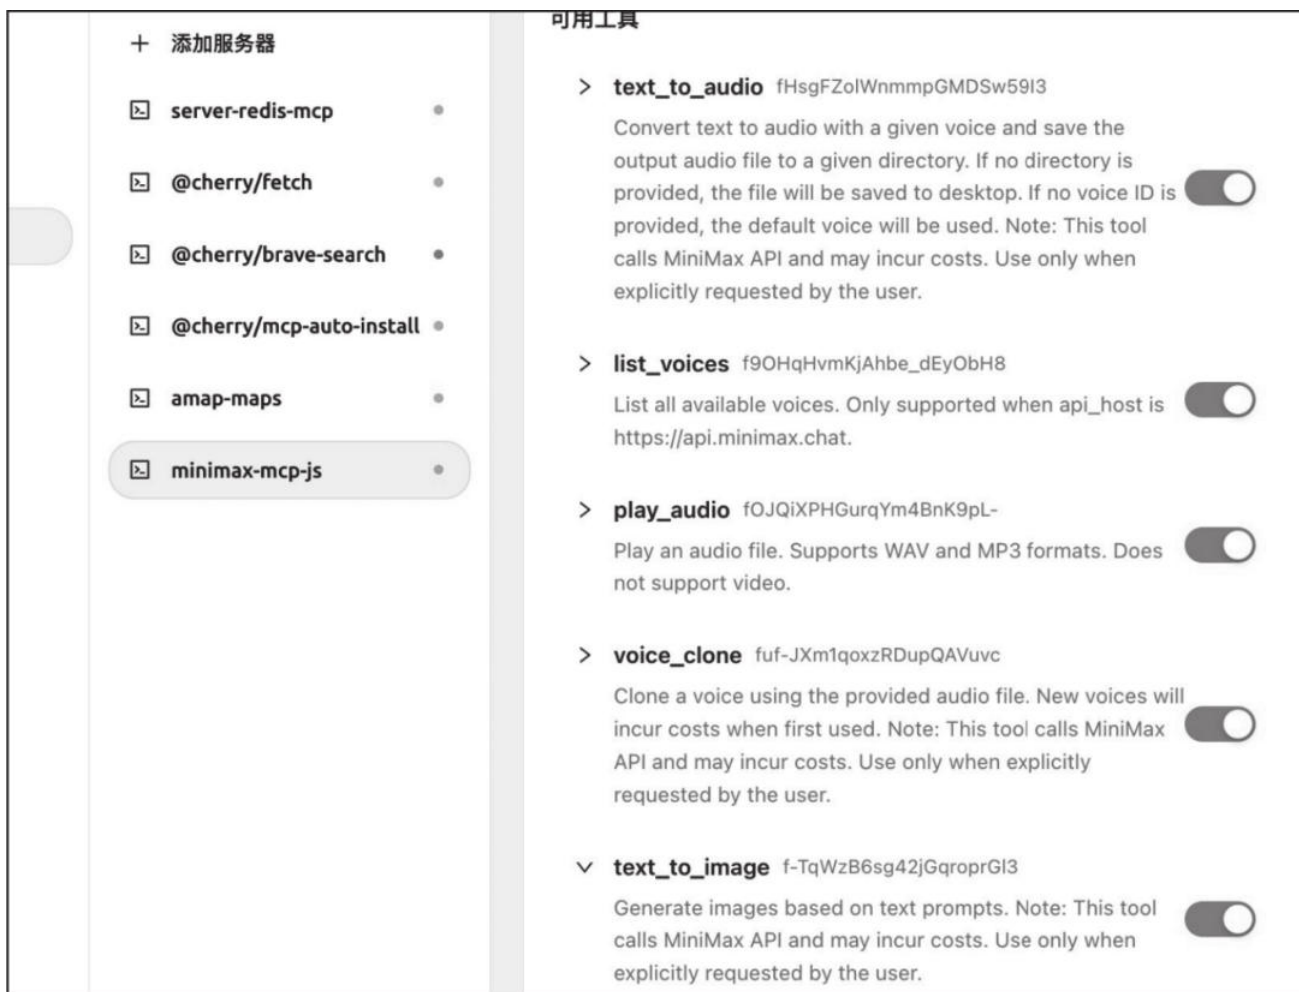 添加服务器
server-redis-mcp
@cherry/fetch
@cherry/brave-search
@cherry/mcp-auto-install
amap-maps
minimax-mcp-js
可用工具
text_to_audio fHsgFZolWnmmpGMDSw59I3
Convert text to audio with a given voice and save the
output audio file to a given directory. If no directory is
provided, the file will be saved to desktop. If no voice ID is
provided, the default voice will be used. Note: This tool
calls MiniMax API and may incur costs. Use only when
explicitly requested by the user.
list_voices f9OHqHvmKjAhbe_dEyObH8
List all available voices. Only supported when api_host is
https://api.minimax.chat.
play_audio fOJQiXPHGurqYm4BnK9pL-
Play an audio file. Supports WAV and MP3 formats. Does
not support video.
voice_clone fuf-JXm1qoxzRDupQAVuvc
Clone a voice using the provided audio file. New voices will
incur costs when first used. Note: This tool calls MiniMax
API and may incur costs. Use only when explicitly
requested by the user.
text_to_image f-TqWzB6sg42jGqroprGl3
Generate images based on text prompts. Note: This tool
calls MiniMax API and may incur costs. Use only when
explicitly requested by the user.